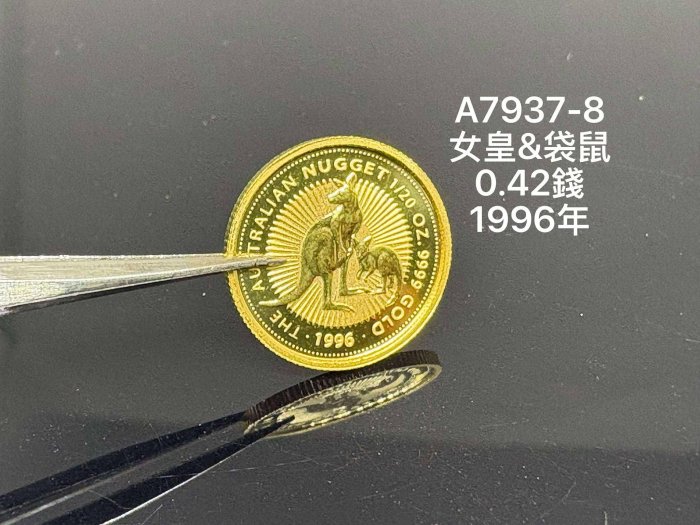 A7937-8
女皇&袋鼠
0.42錢
1996年
THE AUSTRALIAN NUGGET 1/20 OZ. 9999 GOLD
· 1996 ·